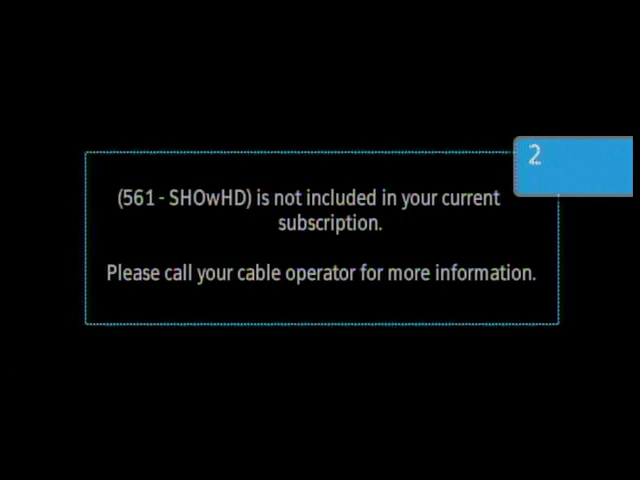 2
(561 - SHOwHD) is not included in your current
subscription.
Please call your cable operator for more information.